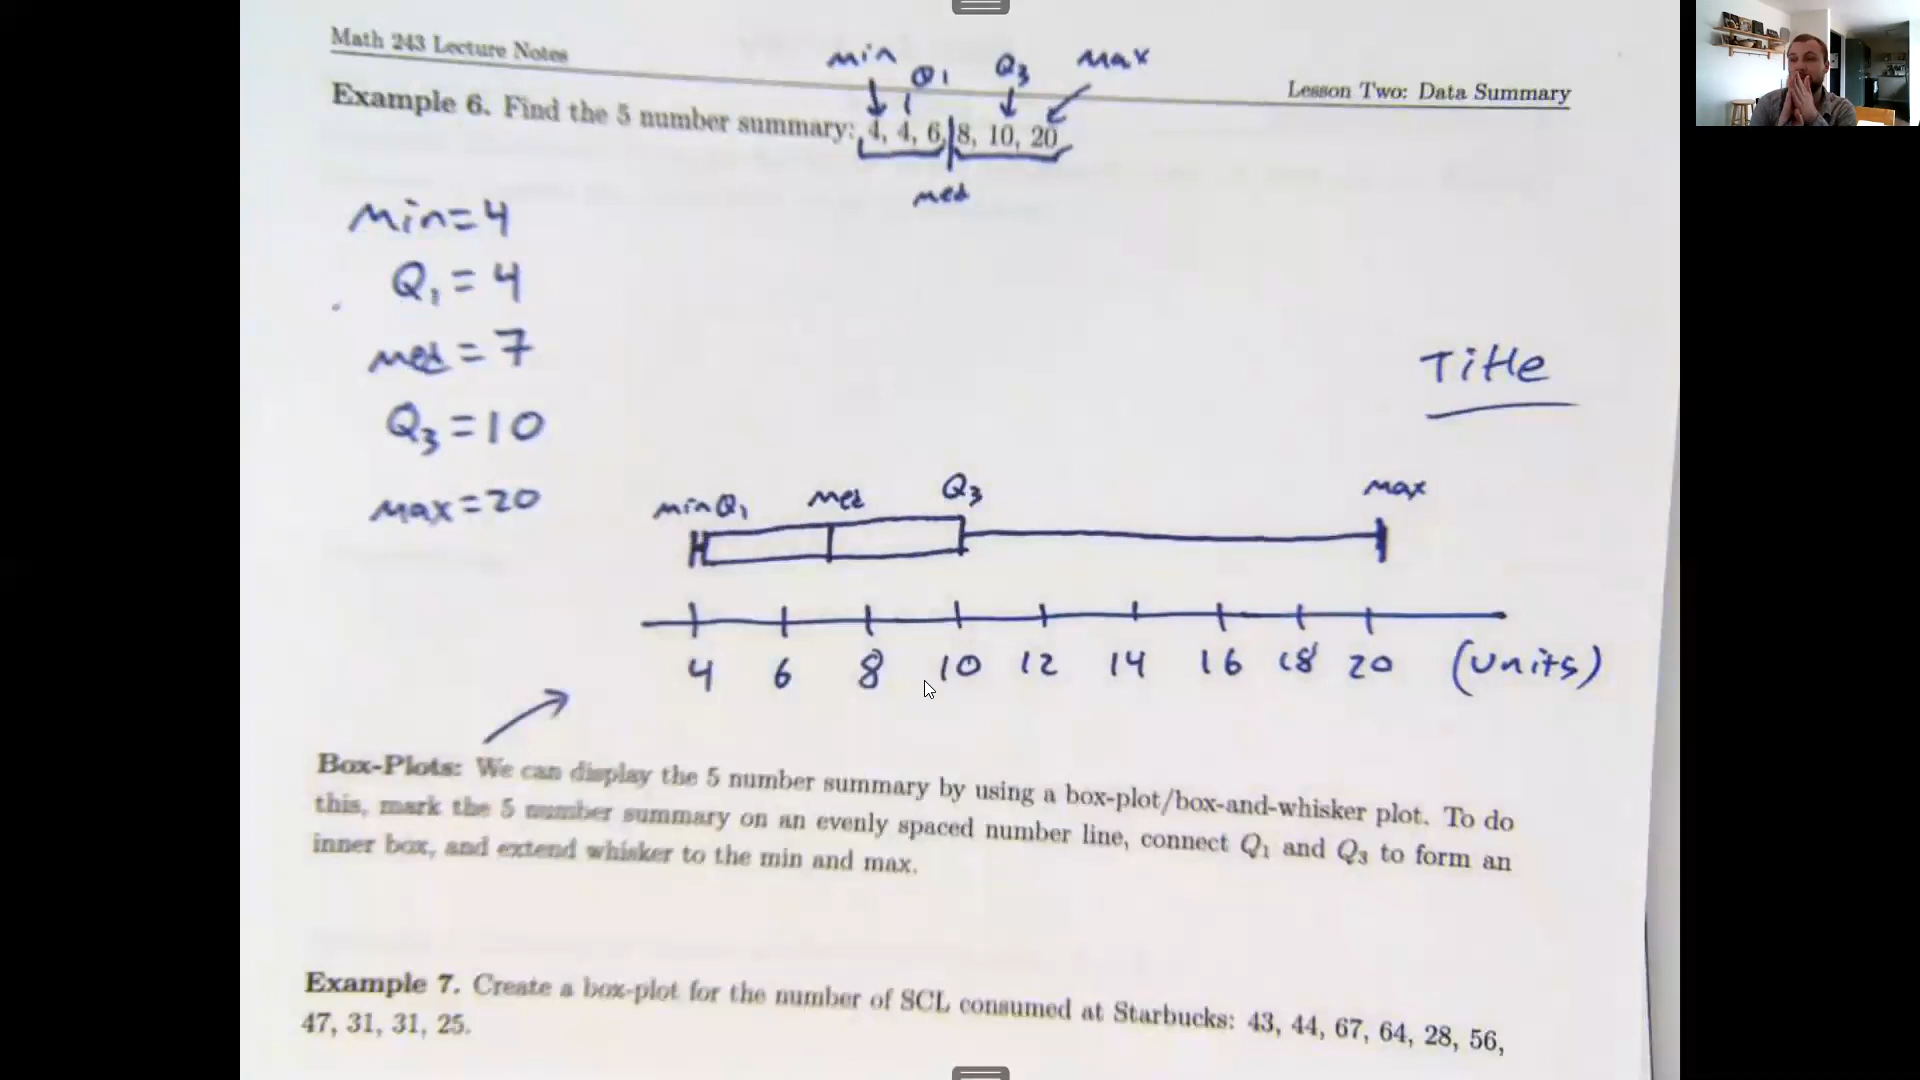 Math 243 Lecture Notes
Lesson Two: Data Summary
min Q1 Q3 max
Example 6. Find the 5 number summary: 4, 4, 6, 8, 10, 20
med
min=4
Q1=4
med=7
Q3=10
max=20
Title
min Q1 med Q3 max
4 6 8 10 12 14 16 18 20 (units)
Box-Plots: We can display the 5 number summary by using a box-plot/box-and-whisker plot. To do
this, mark the 5 number summary on an evenly spaced number line, connect Q1 and Q3 to form an
inner box, and extend whisker to the min and max.
Example 7. Create a box-plot for the number of SCL consumed at Starbucks: 43, 44, 67, 64, 28, 56,
47, 31, 31, 25.